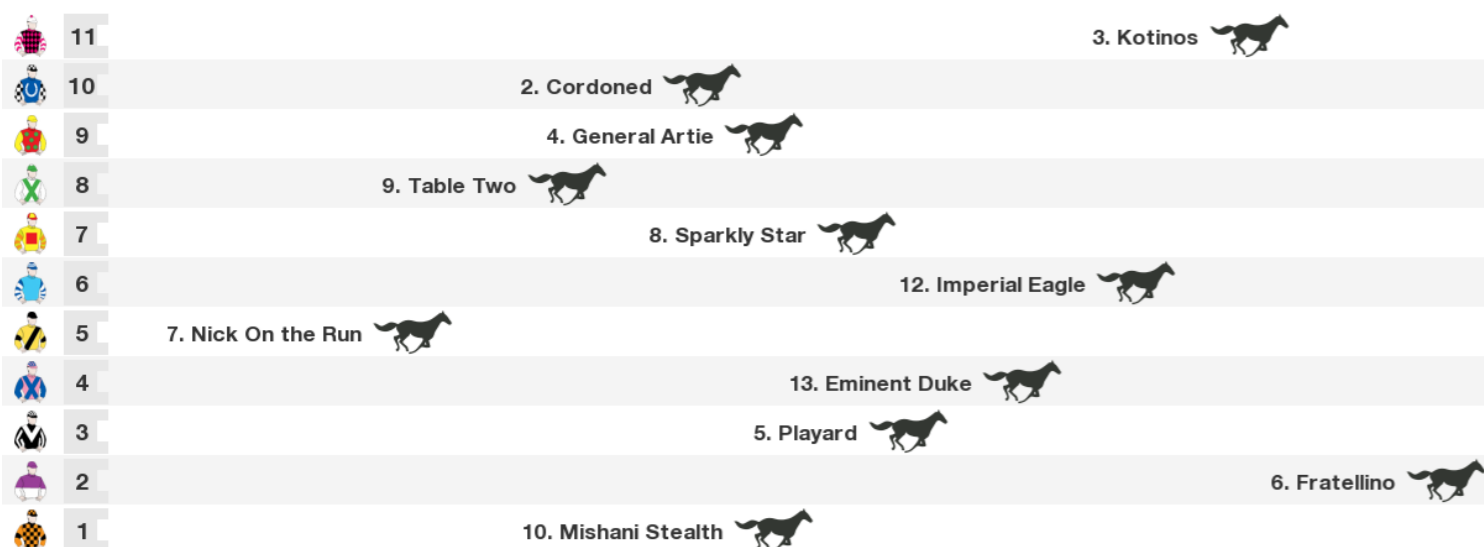 11 3. Kotinos
10 2. Cordoned
9 4. General Artie
8 9. Table Two
7 8. Sparkly Star
6 12. Imperial Eagle
5 7. Nick On the Run
4 13. Eminent Duke
3 5. Playard
2 6. Fratellino
1 10. Mishani Stealth